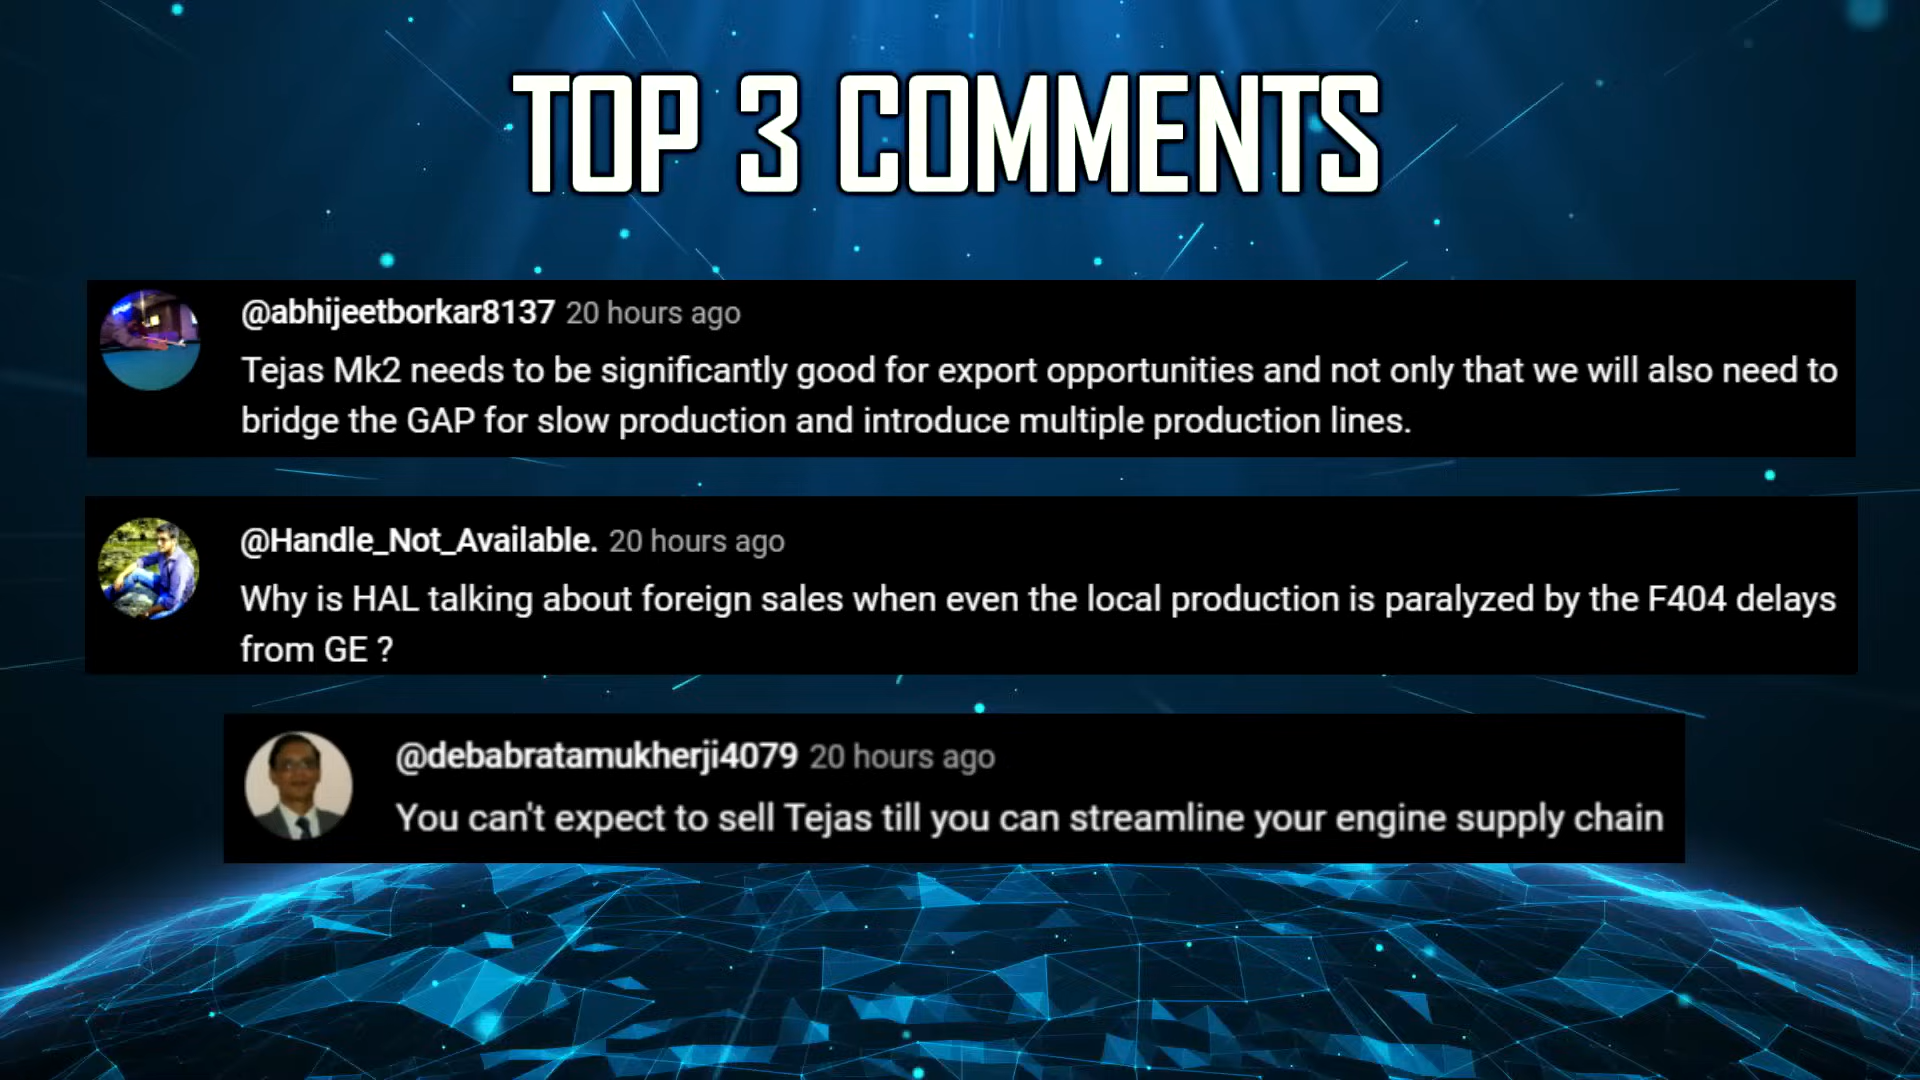 TOP 3 COMMENTS
@abhijeetborkar8137 20 hours ago
Tejas Mk2 needs to be significantly good for export opportunities and not only that we will also need to
bridge the GAP for slow production and introduce multiple production lines.
@Handle_Not_Available. 20 hours ago
Why is HAL talking about foreign sales when even the local production is paralyzed by the F404 delays
from GE ?
@debabratamukherji4079 20 hours ago
You can't expect to sell Tejas till you can streamline your engine supply chain